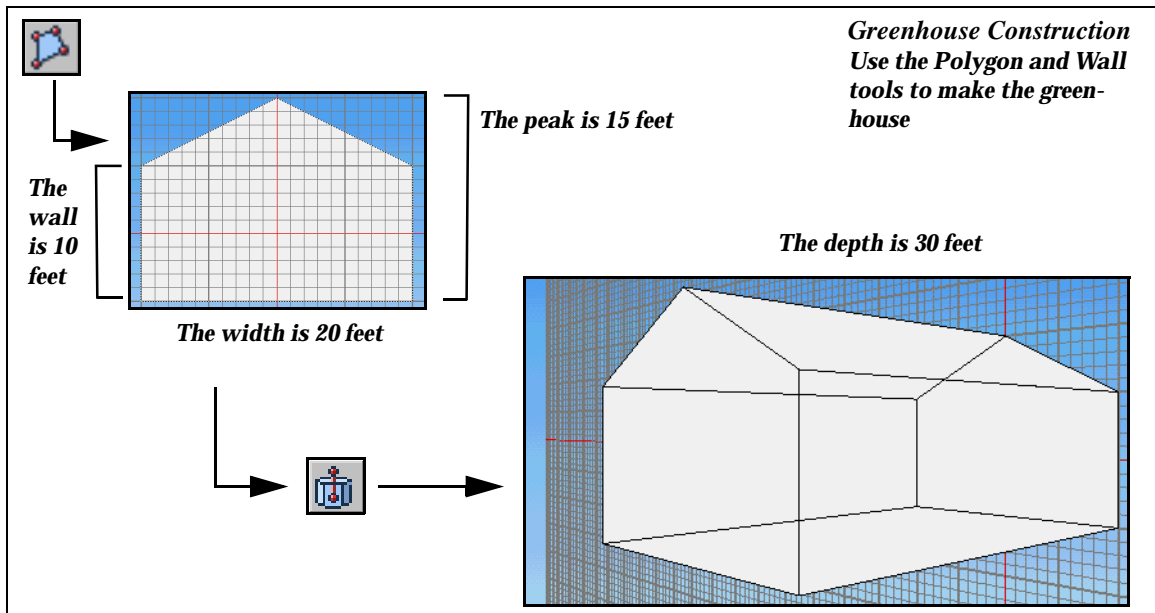 Greenhouse Construction
Use the Polygon and Wall
tools to make the green-
house
The peak is 15 feet
The
wall
is 10
feet
The width is 20 feet
The depth is 30 feet